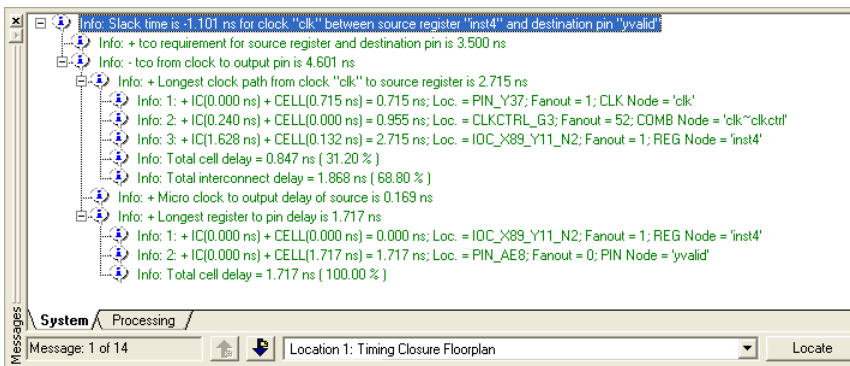 Info: Slack time is -1.101 ns for clock "clk" between source register "inst4" and destination pin "yvalid"
Info: + tco requirement for source register and destination pin is 3.500 ns
Info: - tco from clock to output pin is 4.601 ns
Info: + Longest clock path from clock "clk" to source register is 2.715 ns
Info: 1: + IC(0.000 ns) + CELL(0.715 ns) = 0.715 ns; Loc. = PIN_Y37; Fanout = 1; CLK Node = 'clk'
Info: 2: + IC(0.240 ns) + CELL(0.000 ns) = 0.955 ns; Loc. = CLKCTRL_G3; Fanout = 52; COMB Node = 'clk~clkctrl'
Info: 3: + IC(1.628 ns) + CELL(0.132 ns) = 2.715 ns; Loc. = IOC_X89_Y11_N2; Fanout = 1; REG Node = 'inst4'
Info: Total cell delay = 0.847 ns ( 31.20 % )
Info: Total interconnect delay = 1.868 ns ( 68.80 % )
Info: + Micro clock to output delay of source is 0.169 ns
Info: + Longest register to pin delay is 1.717 ns
Info: 1: + IC(0.000 ns) + CELL(0.000 ns) = 0.000 ns; Loc. = IOC_X89_Y11_N2; Fanout = 1; REG Node = 'inst4'
Info: 2: + IC(0.000 ns) + CELL(1.717 ns) = 1.717 ns; Loc. = PIN_AE8; Fanout = 0; PIN Node = 'yvalid'
Info: Total cell delay = 1.717 ns ( 100.00 % )
System Processing
Messages
Message: 1 of 14 Location 1: Timing Closure Floorplan Locate